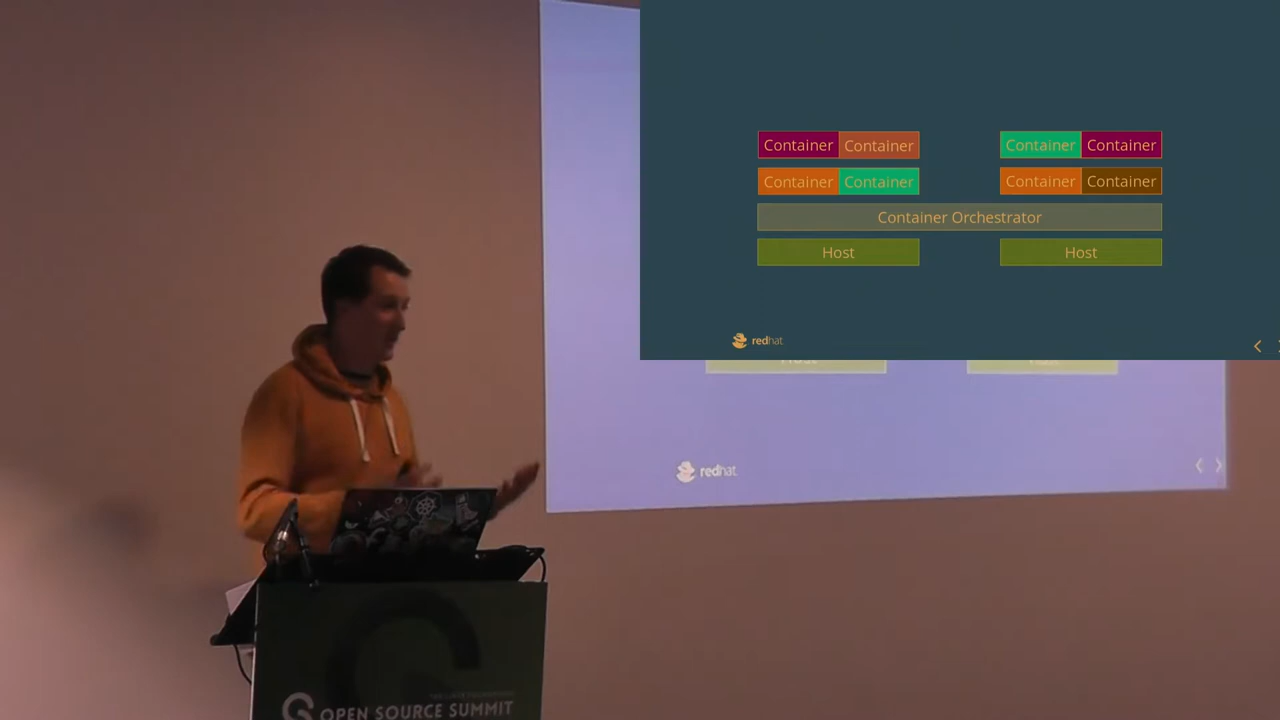 Container Container
Container Container
Container Container
Container Container
Container Orchestrator
Host
Host
redhat
redhat
OPEN SOURCE SUMMIT